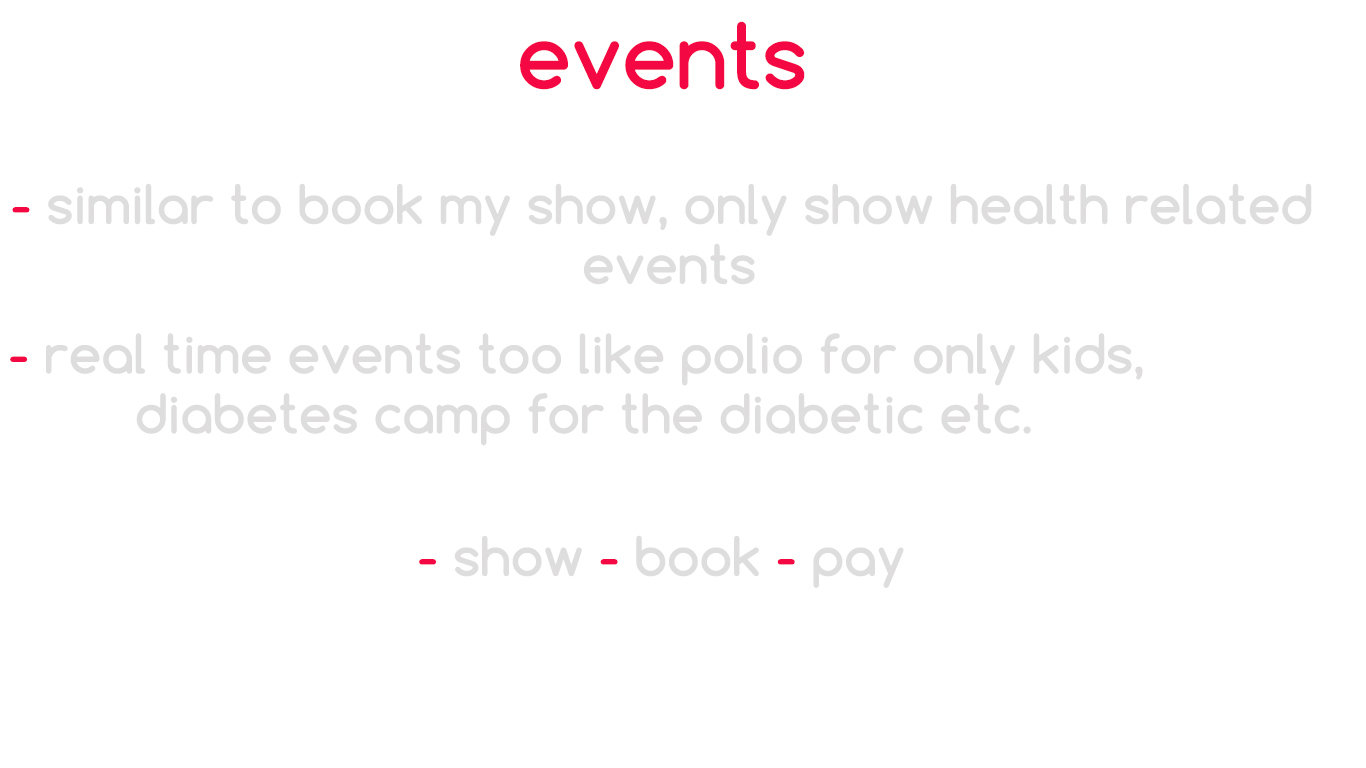 events
- similar to book my show, only show health related
events
- real time events too like polio for only kids,
diabetes camp for the diabetic etc.
- show - book - pay